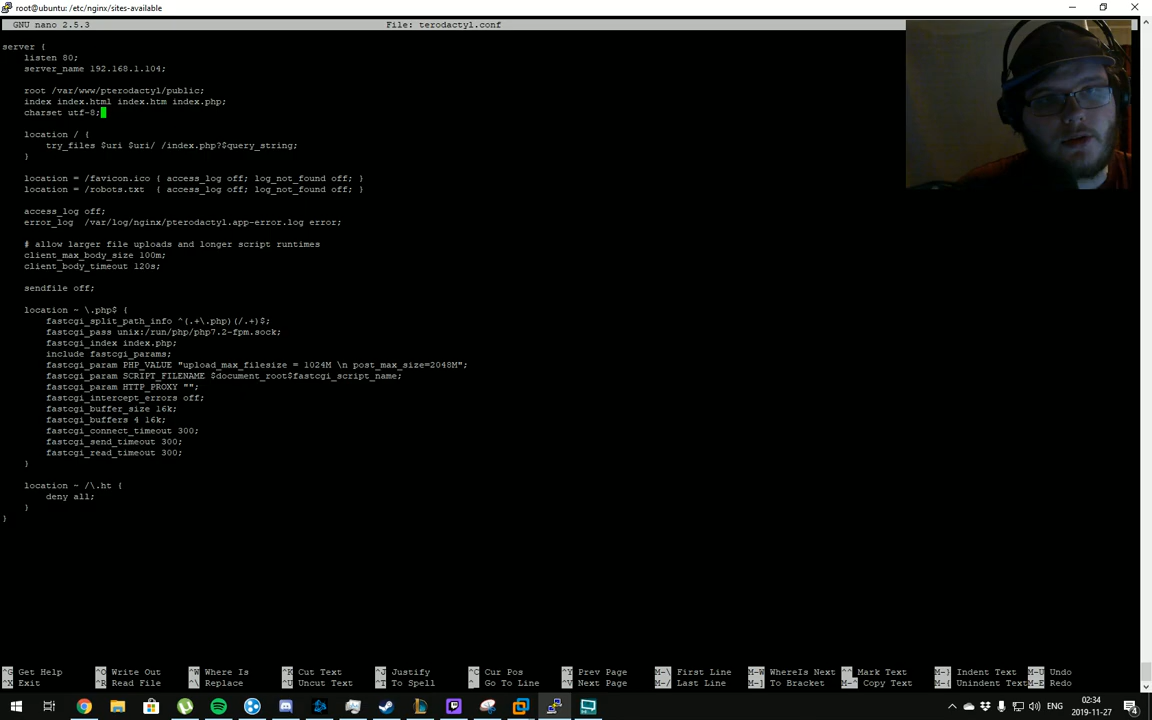 root@ubuntu: /etc/nginx/sites-available
GNU nano 2.5.3 File: terodactyl.conf
server {
listen 80;
server_name 192.168.1.104;
root /var/www/pterodactyl/public;
index index.html index.htm index.php;
charset utf-8;
location / {
try_files $uri $uri/ /index.php?$query_string;
}
location = /favicon.ico { access_log off; log_not_found off; }
location = /robots.txt  { access_log off; log_not_found off; }
access_log off;
error_log  /var/log/nginx/pterodactyl.app-error.log error;
# allow larger file uploads and longer script runtimes
client_max_body_size 100m;
client_body_timeout 120s;
sendfile off;
location ~ \.php$ {
fastcgi_split_path_info ^(.+\.php)(/.+)$;
fastcgi_pass unix:/run/php/php7.2-fpm.sock;
fastcgi_index index.php;
include fastcgi_params;
fastcgi_param PHP_VALUE "upload_max_filesize = 1024M \n post_max_size=2048M";
fastcgi_param SCRIPT_FILENAME $document_root$fastcgi_script_name;
fastcgi_param HTTP_PROXY "";
fastcgi_intercept_errors off;
fastcgi_buffer_size 16k;
fastcgi_buffers 4 16k;
fastcgi_connect_timeout 300;
fastcgi_send_timeout 300;
fastcgi_read_timeout 300;
}
location ~ /\.ht {
deny all;
}
}
^G Get Help ^O Write Out ^W Where Is ^K Cut Text ^J Justify ^C Cur Pos ^Y Prev Page M-\ First Line M-W WhereIs Next ^^ Mark Text M-} Indent Text M-U Undo
^X Exit ^R Read File ^\ Replace ^U Uncut Text ^T To Spell ^_ Go To Line ^V Next Page M-/ Last Line M-] To Bracket M-^ Copy Text M-{ Unindent Text M-E Redo
ENG
02:34
2019-11-27
4